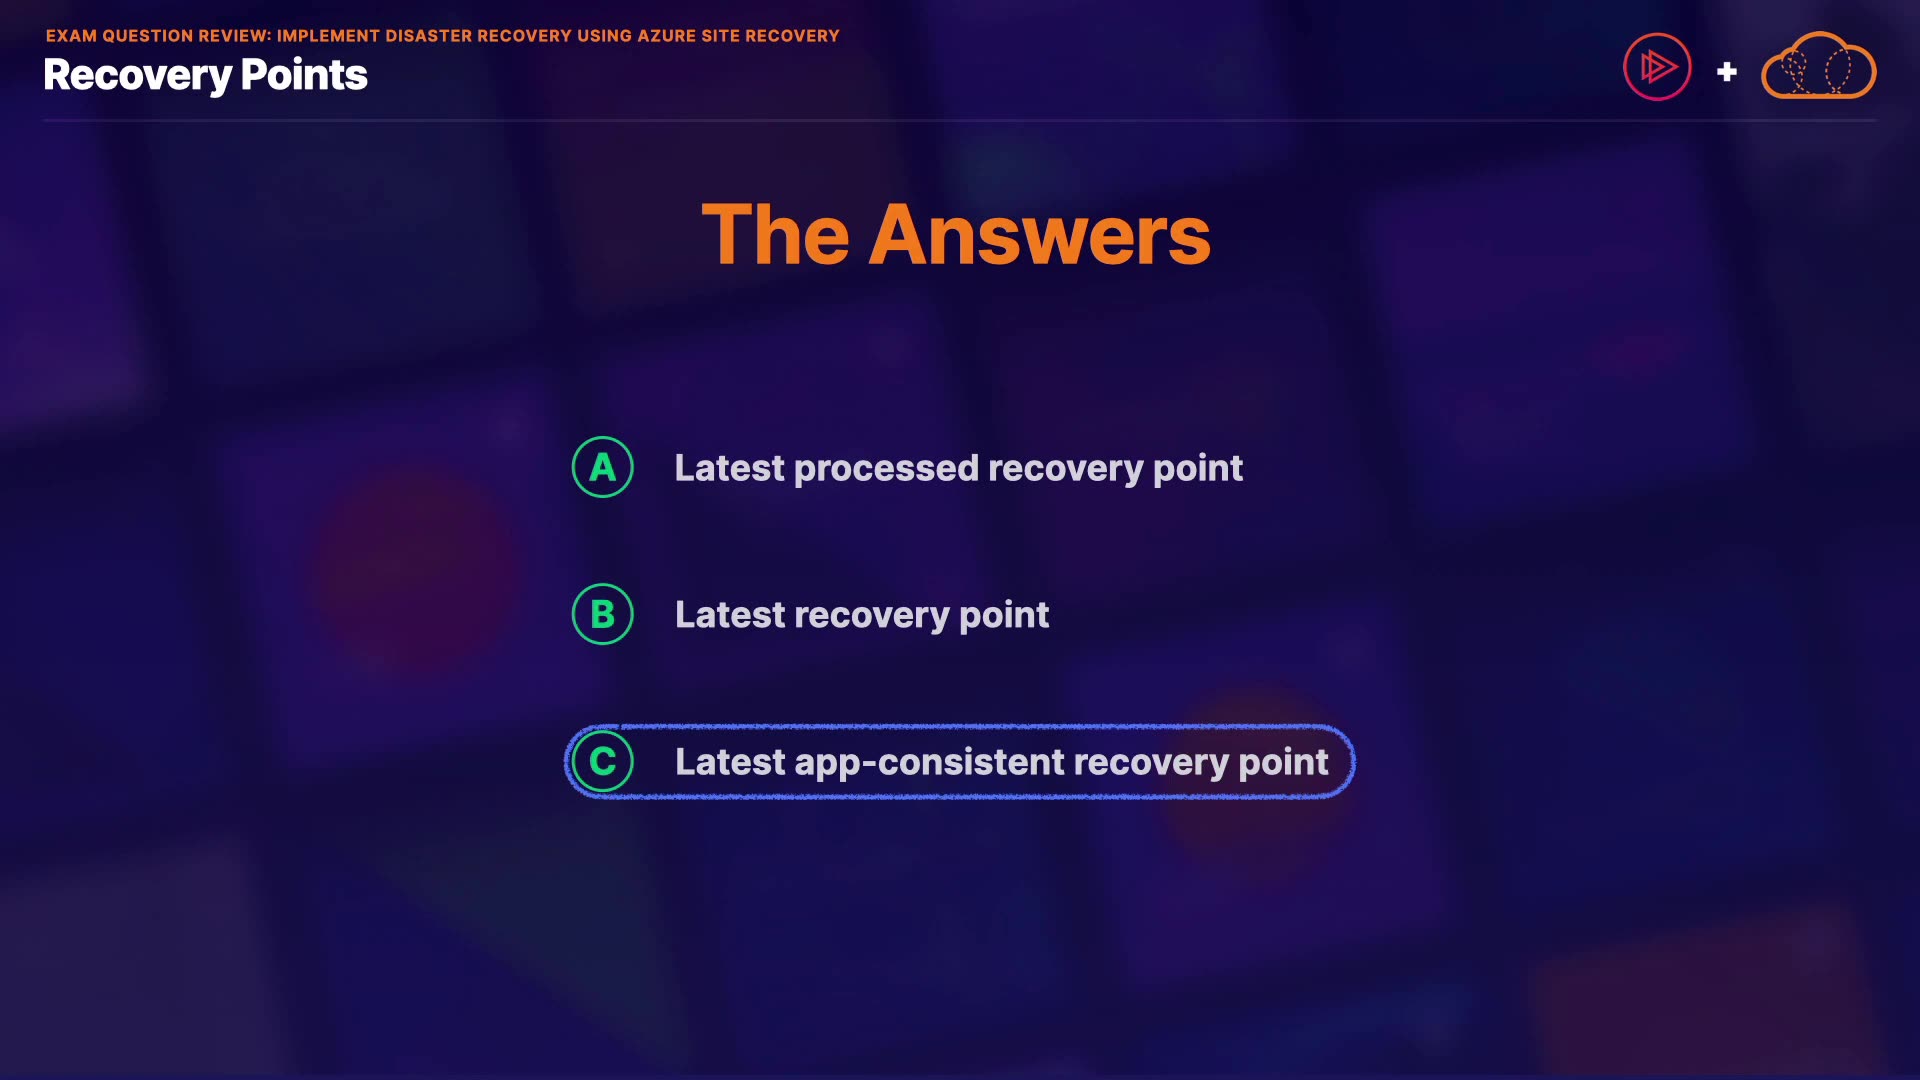 EXAM QUESTION REVIEW: IMPLEMENT DISASTER RECOVERY USING AZURE SITE RECOVERY
Recovery Points
The Answers
A Latest processed recovery point
B Latest recovery point
C Latest app-consistent recovery point